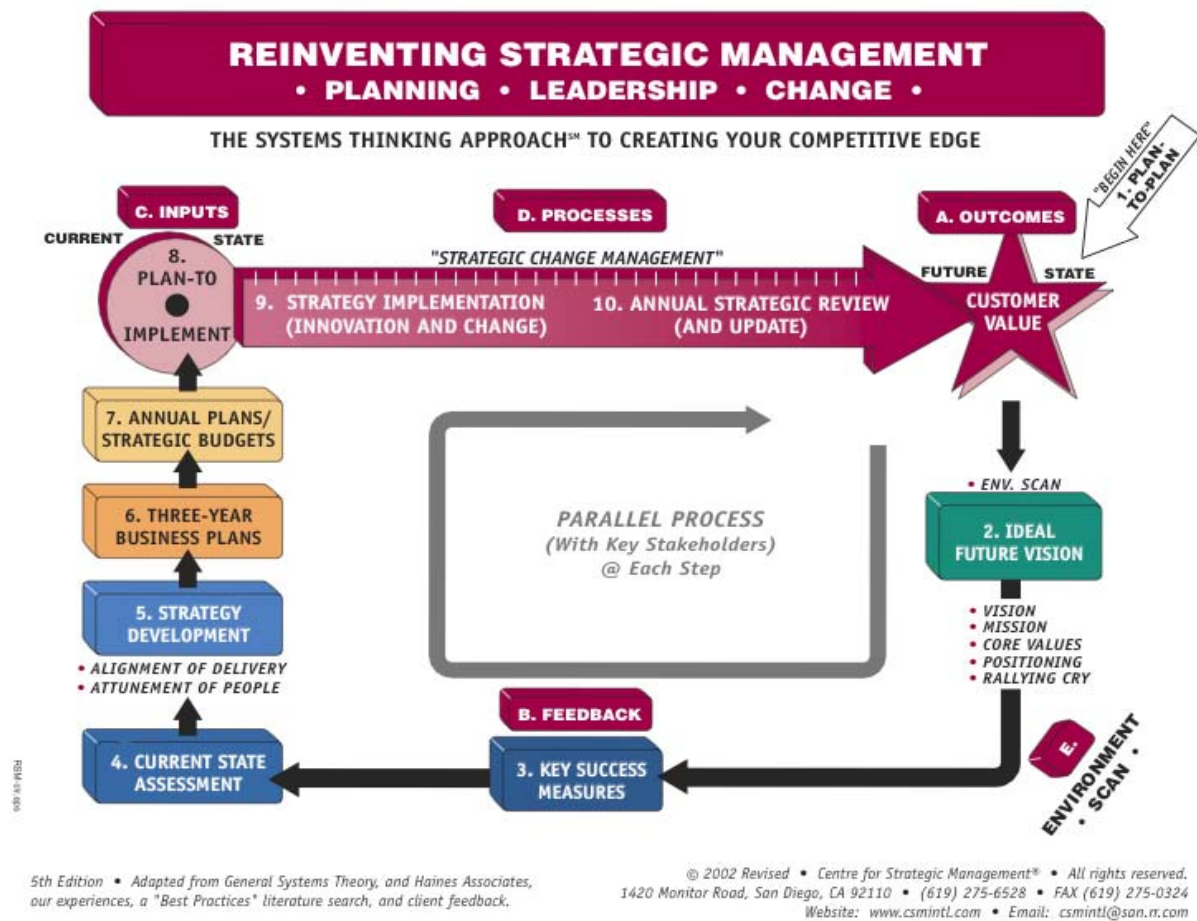 REINVENTING STRATEGIC MANAGEMENT
• PLANNING • LEADERSHIP • CHANGE •
THE SYSTEMS THINKING APPROACH℠ TO CREATING YOUR COMPETITIVE EDGE
"BEGIN HERE"
1. PLAN-
TO-PLAN
C. INPUTS
D. PROCESSES
A. OUTCOMES
CURRENT STATE
"STRATEGIC CHANGE MANAGEMENT"
FUTURE STATE
8.
PLAN-TO
IMPLEMENT
9. STRATEGY IMPLEMENTATION
(INNOVATION AND CHANGE)
10. ANNUAL STRATEGIC REVIEW
(AND UPDATE)
CUSTOMER
VALUE
7. ANNUAL PLANS/
STRATEGIC BUDGETS
6. THREE-YEAR
BUSINESS PLANS
5. STRATEGY
DEVELOPMENT
• ALIGNMENT OF DELIVERY
• ATTUNEMENT OF PEOPLE
4. CURRENT STATE
ASSESSMENT
PARALLEL PROCESS
(With Key Stakeholders)
@ Each Step
• ENV. SCAN
2. IDEAL
FUTURE VISION
• VISION
• MISSION
• CORE VALUES
• POSITIONING
• RALLYING CRY
B. FEEDBACK
3. KEY SUCCESS
MEASURES
E.
ENVIRONMENT
• SCAN •
5th Edition • Adapted from General Systems Theory, and Haines Associates,
our experiences, a "Best Practices" literature search, and client feedback.
© 2002 Revised • Centre for Strategic Management® • All rights reserved.
1420 Monitor Road, San Diego, CA 92110 • (619) 275-6528 • FAX (619) 275-0324
Website: www.csmintl.com • Email: csmintl@san.rr.com